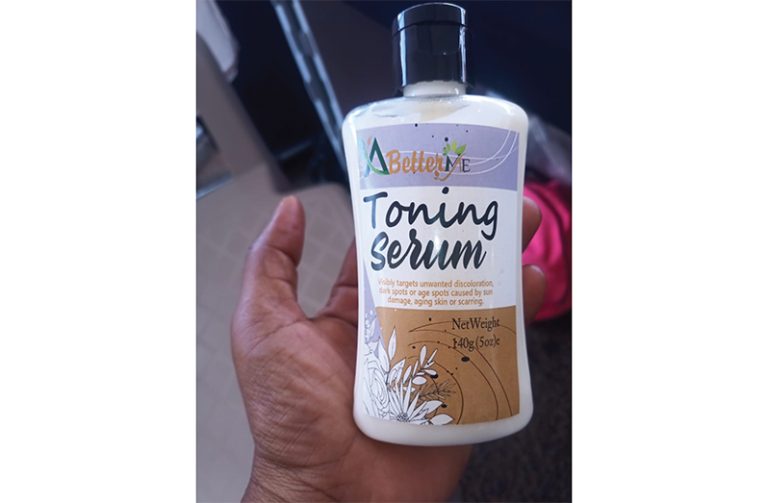 A BetterMe
Toning
Serum
Visibly targets unwanted discoloration,
dark spots or age spots caused by sun
damage, aging skin or scarring.
NetWeight
140g (5oz)e